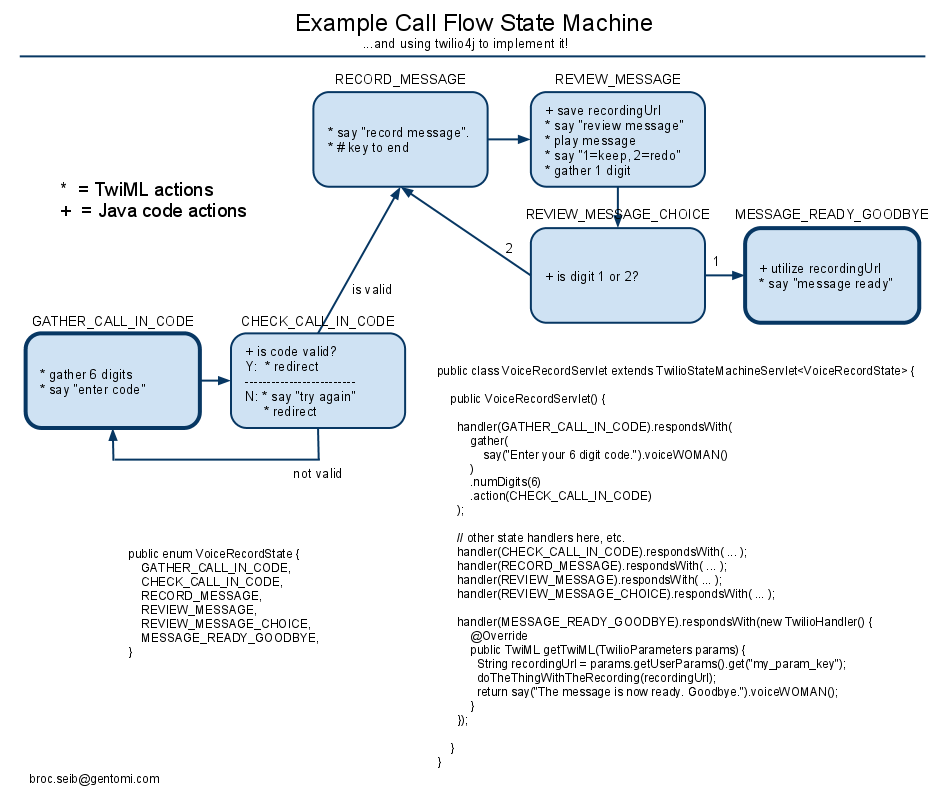 Example Call Flow State Machine
...and using twilio4j to implement it!
RECORD_MESSAGE
* say "record message".
* # key to end
REVIEW_MESSAGE
+ save recordingUrl
* say "review message"
* play message
* say "1=keep, 2=redo"
* gather 1 digit
* = TwiML actions
+ = Java code actions
REVIEW_MESSAGE_CHOICE
+ is digit 1 or 2?
2
1
MESSAGE_READY_GOODBYE
+ utilize recordingUrl
* say "message ready"
is valid
GATHER_CALL_IN_CODE
* gather 6 digits
* say "enter code"
CHECK_CALL_IN_CODE
+ is code valid?
Y: * redirect
-------------------------
N: * say "try again"
* redirect
not valid
public class VoiceRecordServlet extends TwilioStateMachineServlet<VoiceRecordState> {
public VoiceRecordServlet() {
handler(GATHER_CALL_IN_CODE).respondsWith(
gather(
say("Enter your 6 digit code.").voiceWOMAN()
)
.numDigits(6)
.action(CHECK_CALL_IN_CODE)
);
// other state handlers here, etc.
handler(CHECK_CALL_IN_CODE).respondsWith( ... );
handler(RECORD_MESSAGE).respondsWith( ... );
handler(REVIEW_MESSAGE).respondsWith( ... );
handler(REVIEW_MESSAGE_CHOICE).respondsWith( ... );
handler(MESSAGE_READY_GOODBYE).respondsWith(new TwilioHandler() {
@Override
public TwiML getTwiML(TwilioParameters params) {
String recordingUrl = params.getUserParams().get("my_param_key");
doTheThingWithTheRecording(recordingUrl);
return say("The message is now ready. Goodbye.").voiceWOMAN();
}
});
}
}
public enum VoiceRecordState {
GATHER_CALL_IN_CODE,
CHECK_CALL_IN_CODE,
RECORD_MESSAGE,
REVIEW_MESSAGE,
REVIEW_MESSAGE_CHOICE,
MESSAGE_READY_GOODBYE,
}
broc.seib@gentomi.com